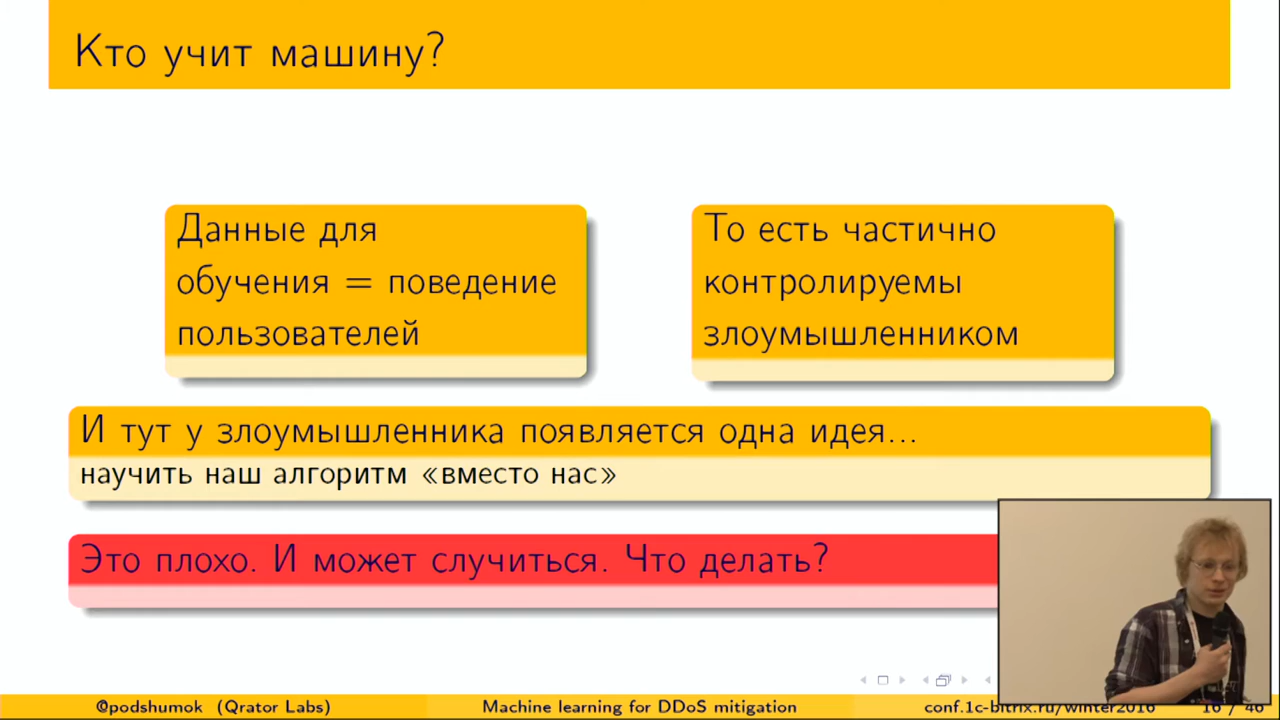 Кто учит машину?
Данные для
обучения = поведение
пользователей
То есть частично
контролируемы
злоумышленником
И тут у злоумышленника появляется одна идея...
научить наш алгоритм «вместо нас»
Это плохо. И может случиться. Что делать?
@podshumok (Qrator Labs)
Machine learning for DDoS mitigation
conf.1c-bitrix.ru/winter2016
16 / 46